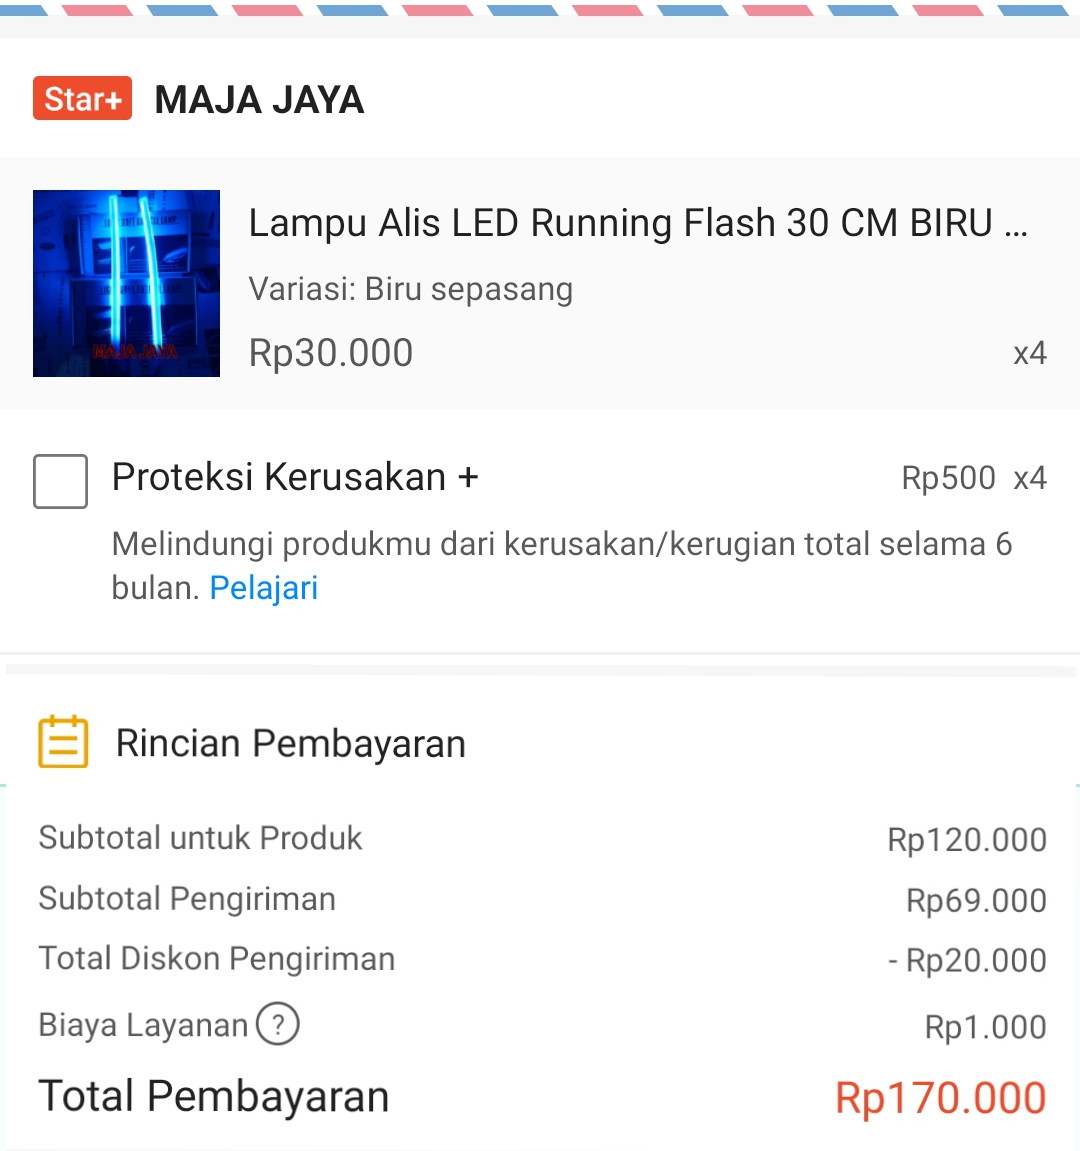 Star+ MAJA JAYA
MAJA JAYA
Lampu Alis LED Running Flash 30 CM BIRU ...
Variasi: Biru sepasang
Rp30.000 x4
Proteksi Kerusakan + Rp500 x4
Melindungi produkmu dari kerusakan/kerugian total selama 6
bulan. Pelajari
Rincian Pembayaran
Subtotal untuk Produk Rp120.000
Subtotal Pengiriman Rp69.000
Total Diskon Pengiriman - Rp20.000
Biaya Layanan ? Rp1.000
Total Pembayaran Rp170.000